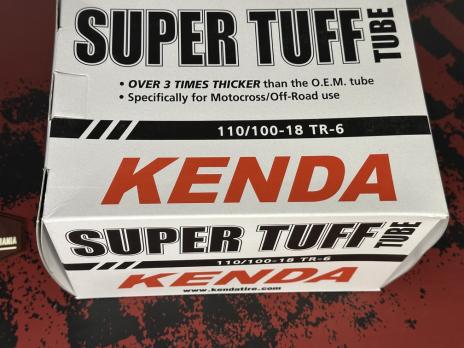 SUPER TUFF TUBE
• OVER 3 TIMES THICKER than the O.E.M. tube
• Specifically for Motocross/Off-Road use
110/100-18 TR-6
KENDA
SUPER TUFF TUBE
110/100-18 TR-6
KENDA
www.kendatire.com